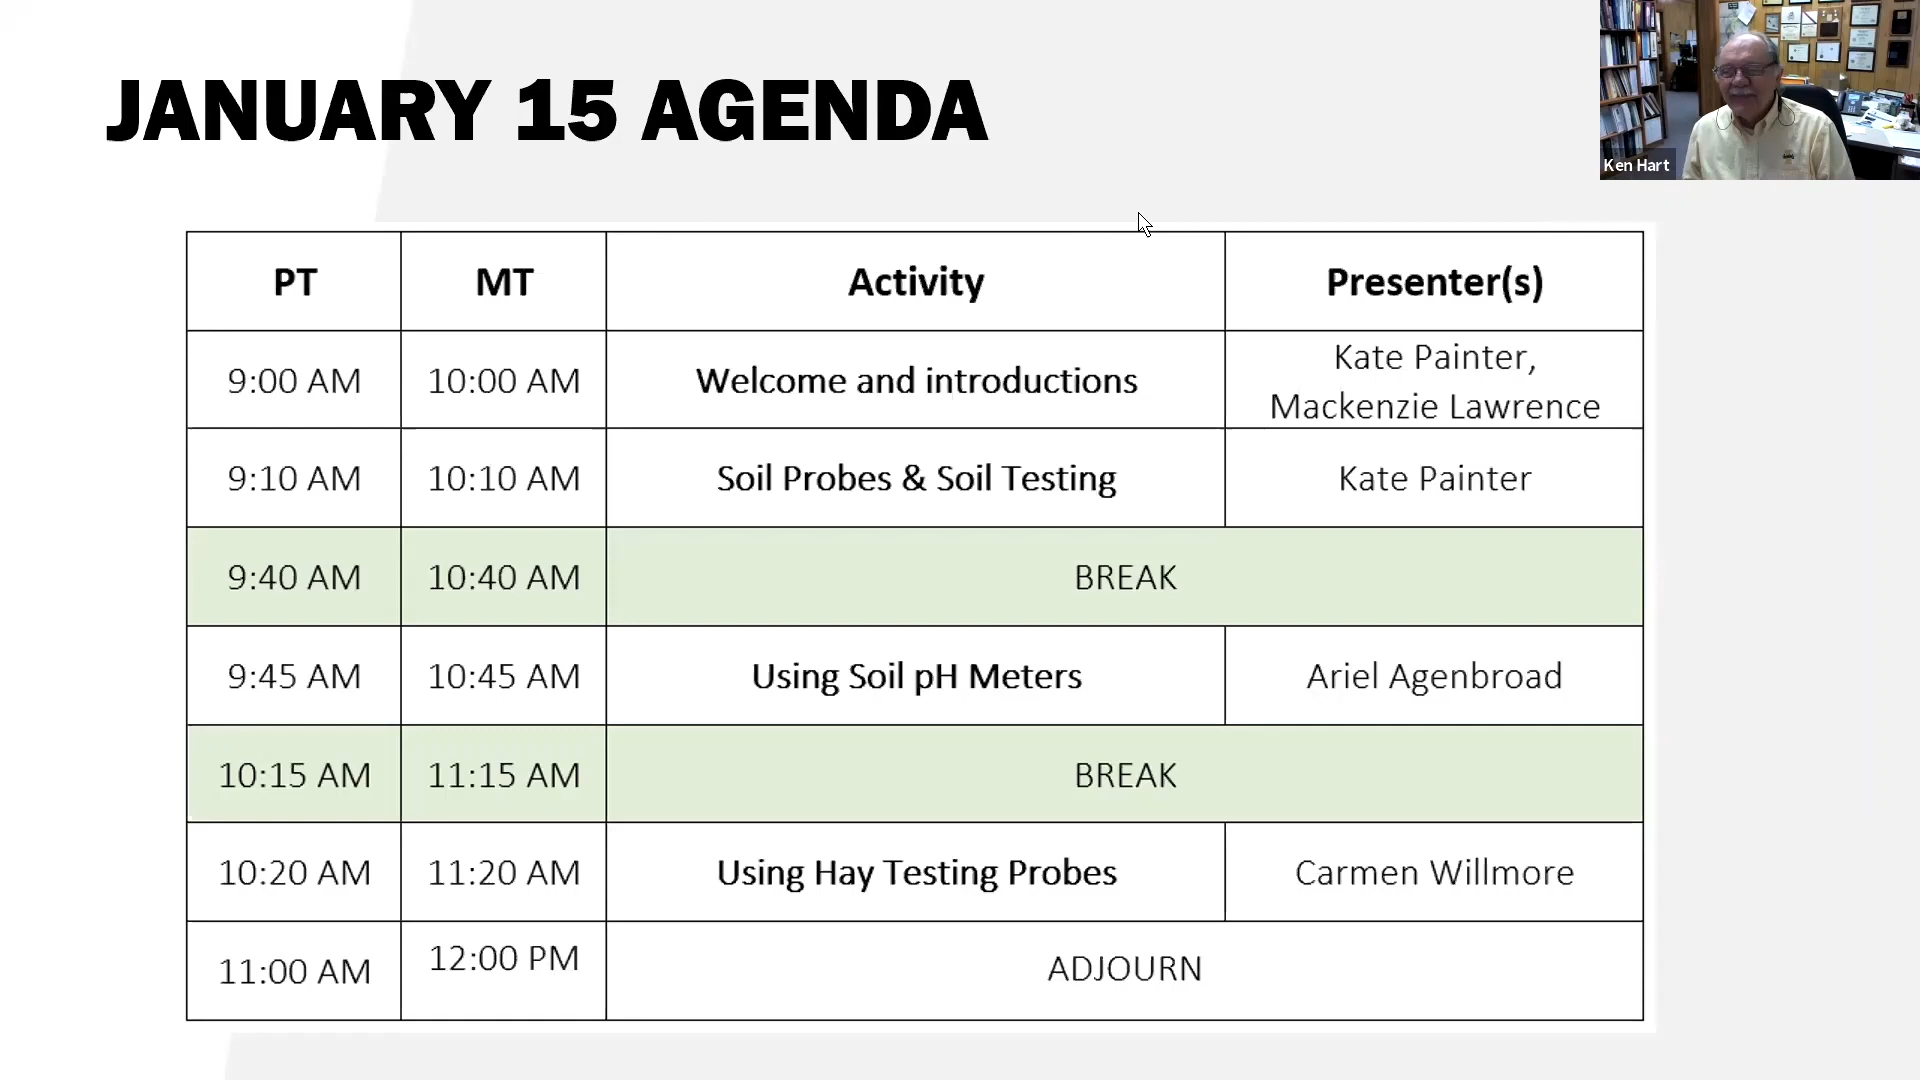 JANUARY 15 AGENDA
Ken Hart
PT MT Activity Presenter(s)
9:00 AM 10:00 AM Welcome and introductions Kate Painter,
Mackenzie Lawrence
9:10 AM 10:10 AM Soil Probes & Soil Testing Kate Painter
9:40 AM 10:40 AM BREAK
9:45 AM 10:45 AM Using Soil pH Meters Ariel Agenbroad
10:15 AM 11:15 AM BREAK
10:20 AM 11:20 AM Using Hay Testing Probes Carmen Willmore
11:00 AM 12:00 PM ADJOURN